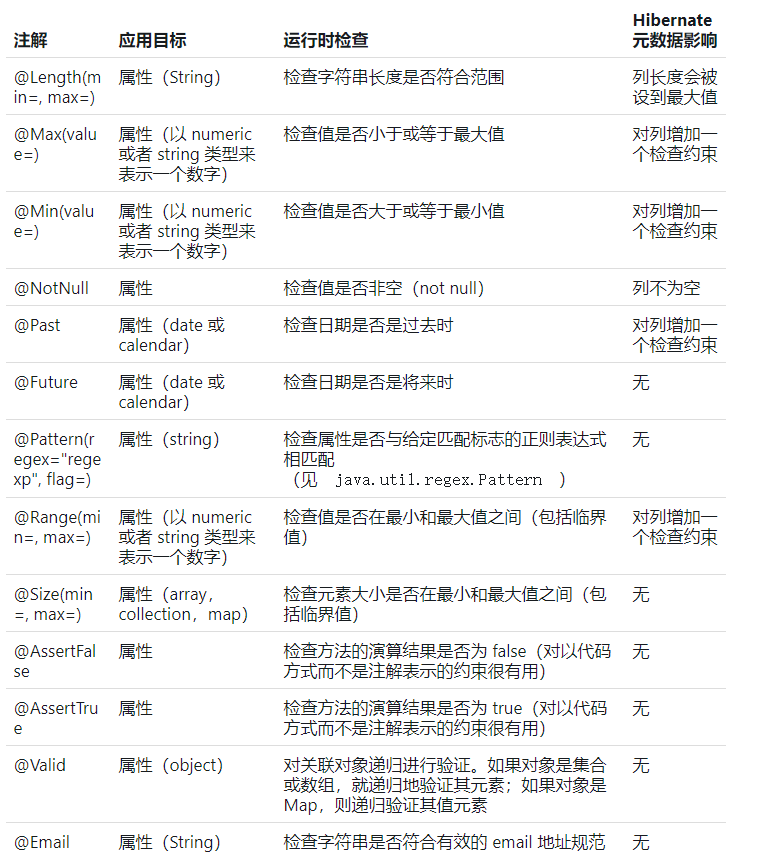 注解 应用目标 运行时检查 Hibernate
元数据影响
@Length(m 属性（String） 检查字符串长度是否符合范围 列长度会被
in=, max=) 设到最大值
@Max(valu 属性（以 numeric 检查值是否小于或等于最大值 对列增加一
e=) 或者 string 类型来 个检查约束
表示一个数字）
@Min(valu 属性（以 numeric 检查值是否大于或等于最小值 对列增加一
e=) 或者 string 类型来 个检查约束
表示一个数字）
@NotNull 属性 检查值是否非空（not null） 列不为空
@Past 属性（date 或 检查日期是否是过去时 对列增加一
calendar） 个检查约束
@Future 属性（date 或 检查日期是否是将来时 无
calendar）
@Pattern(r 属性（string） 检查属性是否与给定匹配标志的正则表达式 无
egex="rege 相匹配
xp", flag=) （见 java.util.regex.Pattern ）
@Range(mi 属性（以 numeric 检查值是否在最小和最大值之间（包括临界 对列增加一
n=, max=) 或者 string 类型来 值） 个检查约束
表示一个数字）
@Size(min 属性（array， 检查元素大小是否在最小和最大值之间（包 无
=, max=) collection，map） 括临界值）
@AssertFal 属性 检查方法的演算结果是否为 false（对以代码 无
se 方式而不是注解表示的约束很有用）
@AssertTru 属性 检查方法的演算结果是否为 true（对以代码 无
e 方式而不是注解表示的约束很有用）
@Valid 属性（object） 对关联对象递归进行验证。如果对象是集合 无
或数组，就递归地验证其元素；如果对象是
Map，则递归验证其值元素
@Email 属性（String） 检查字符串是否符合有效的 email 地址规范 无